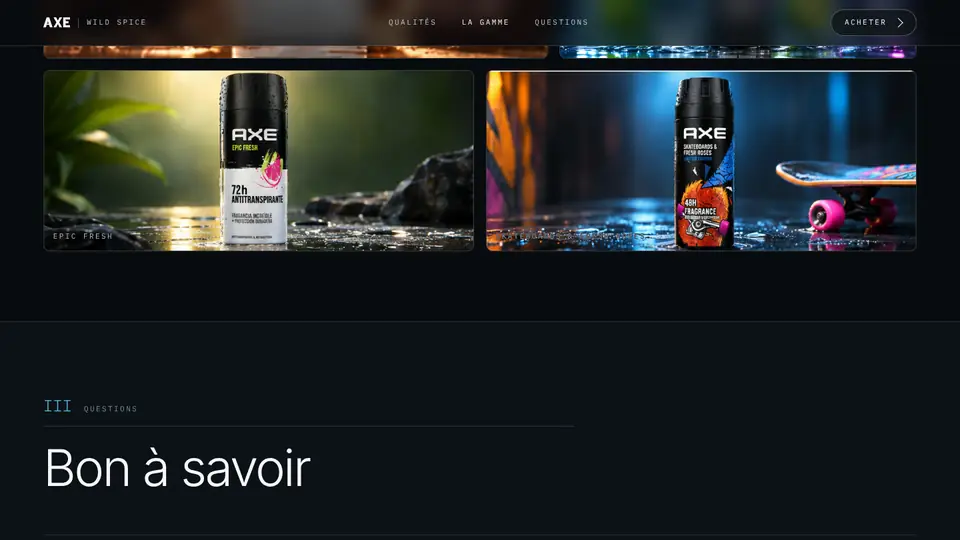 AXE
WILD SPICE
QUALITÉS
LA GAMME
QUESTIONS
ACHETER
AXE
EPIC FRESH
72h
ANTITRANSPIRANTE
EPIC FRESH
AXE
SKATEBOARDS &
FRESH ROSES
48H
FRAGRANCE
III QUESTIONS
Bon à savoir